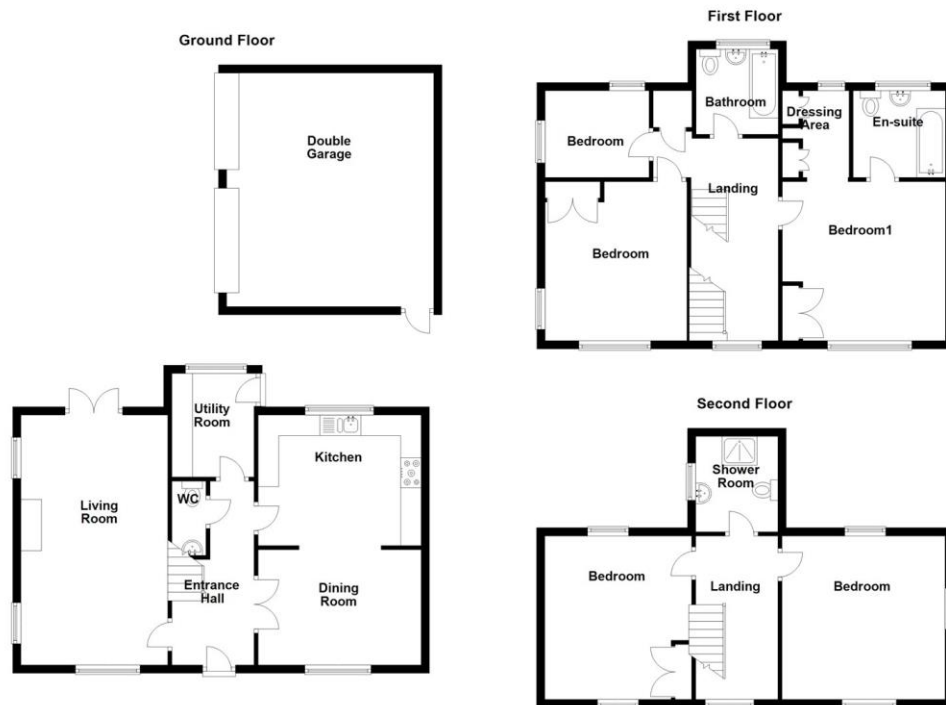 Ground Floor
Double
Garage
Utility
Room
Kitchen
WC
Living
Room
Entrance
Hall
Dining
Room
First Floor
Bathroom
Dressing
Area
En-suite
Bedroom
Landing
Bedroom1
Bedroom
Second Floor
Shower
Room
Bedroom
Landing
Bedroom